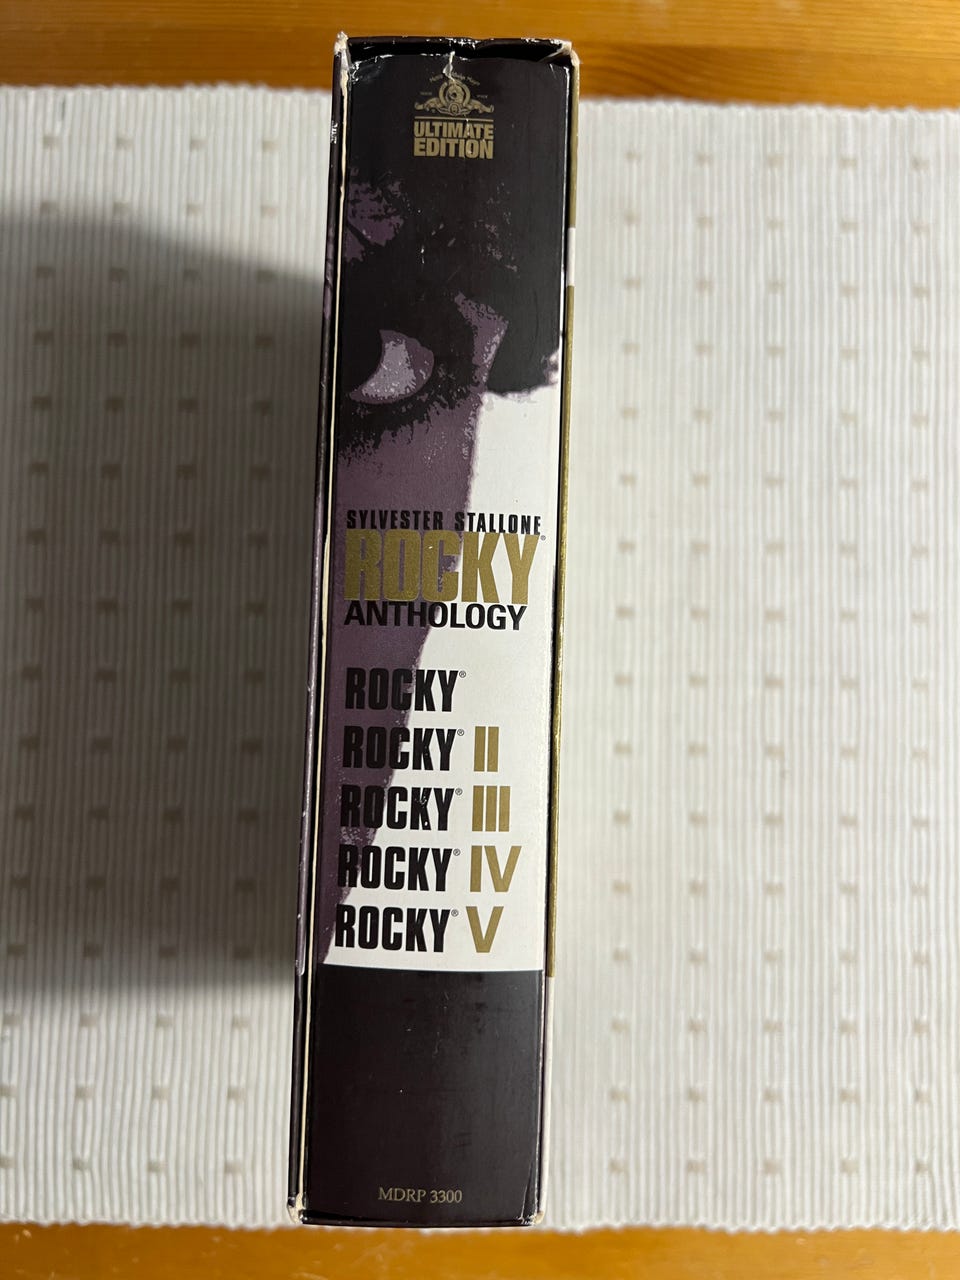 ULTIMATE
EDITION
SYLVESTER STALLONE
ROCKY®
ANTHOLOGY
ROCKY®
ROCKY® II
ROCKY® III
ROCKY® IV
ROCKY® V
MDRP 3300